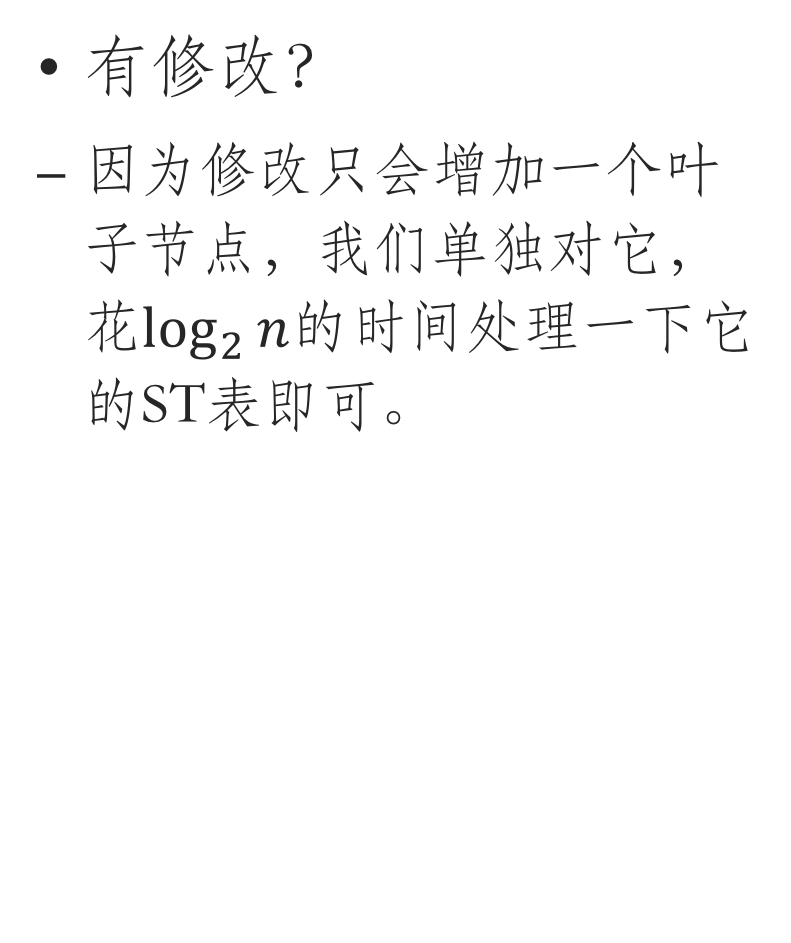 • 有修改？
– 因为修改只会增加一个叶
子节点，我们单独对它，
花log₂ n的时间处理一下它
的ST表即可。